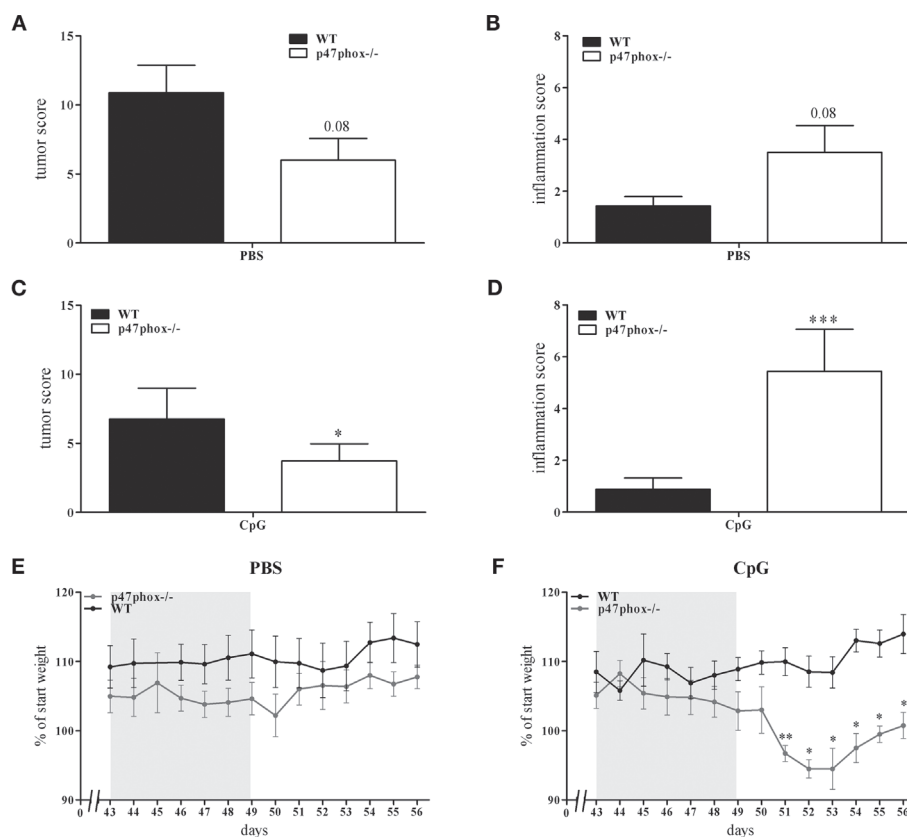 A
15
10
5
0
tumor score
WT
p47phox-/-
0.08
PBS
B
8
6
4
2
0
inflammation score
WT
p47phox-/-
0.08
PBS
C
15
10
5
0
tumor score
WT
p47phox-/-
*
CpG
D
8
6
4
2
0
inflammation score
WT
p47phox-/-
***
CpG
E
PBS
120
110
100
90
0
% of start weight
p47phox-/-
WT
43 44 45 46 47 48 49 50 51 52 53 54 55 56
days
F
CpG
120
110
100
90
0
% of start weight
WT
p47phox-/-
** * * * * *
43 44 45 46 47 48 49 50 51 52 53 54 55 56
days